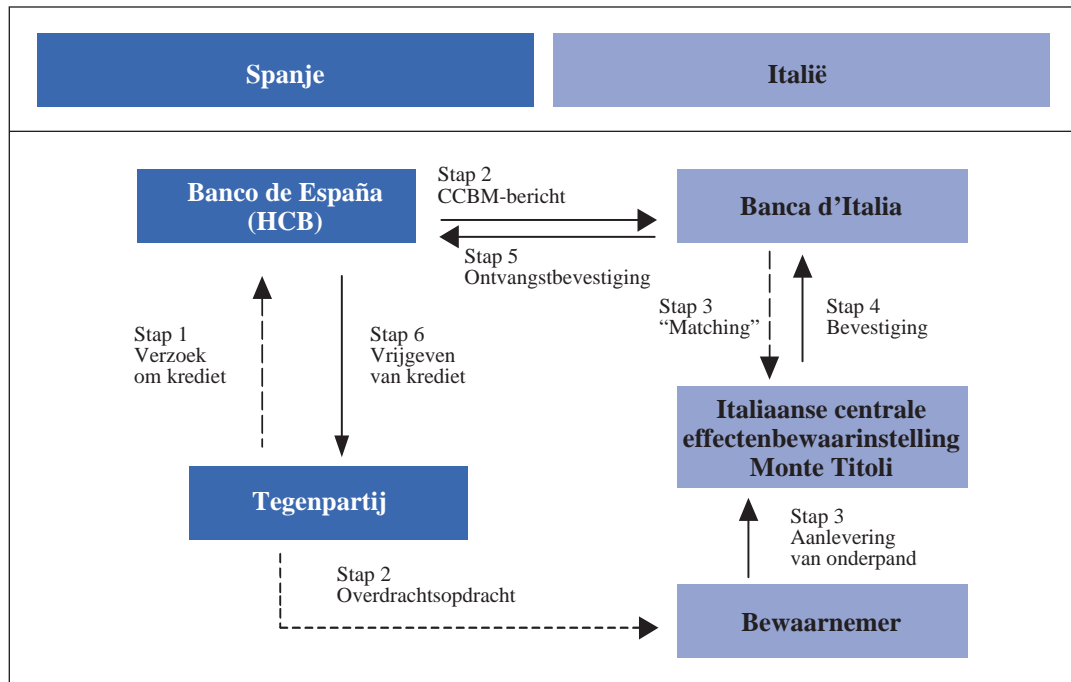 Spanje
Italië
Banco de España
(HCB)
Stap 2
CCBM-bericht
Banca d’Italia
Stap 5
Ontvangstbevestiging
Stap 1
Verzoek
om krediet
Stap 6
Vrijgeven
van krediet
Stap 3
“Matching”
Stap 4
Bevestiging
Italiaanse centrale
effectenbewaarinstelling
Monte Titoli
Tegenpartij
Stap 3
Aanlevering
van onderpand
Stap 2
Overdrachtsopdracht
Bewaarnemer